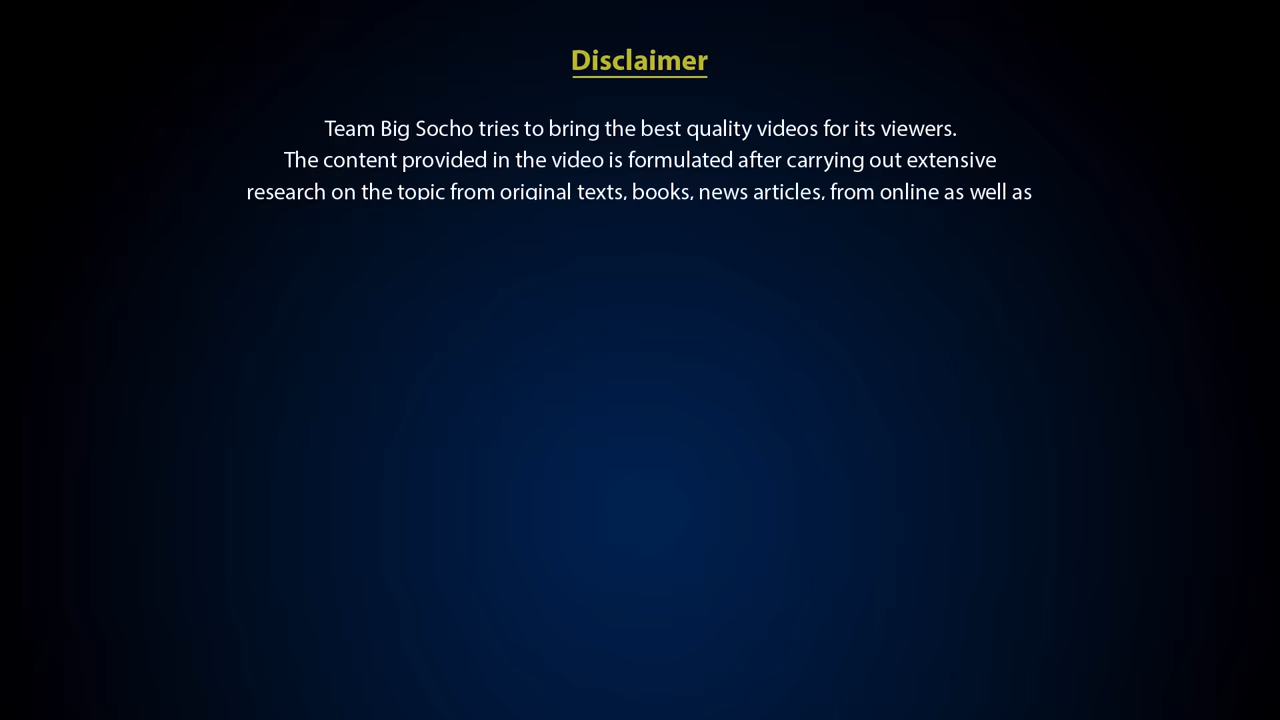 Disclaimer
Team Big Socho tries to bring the best quality videos for its viewers.
The content provided in the video is formulated after carrying out extensive
research on the topic from original texts, books, news articles, from online as well as